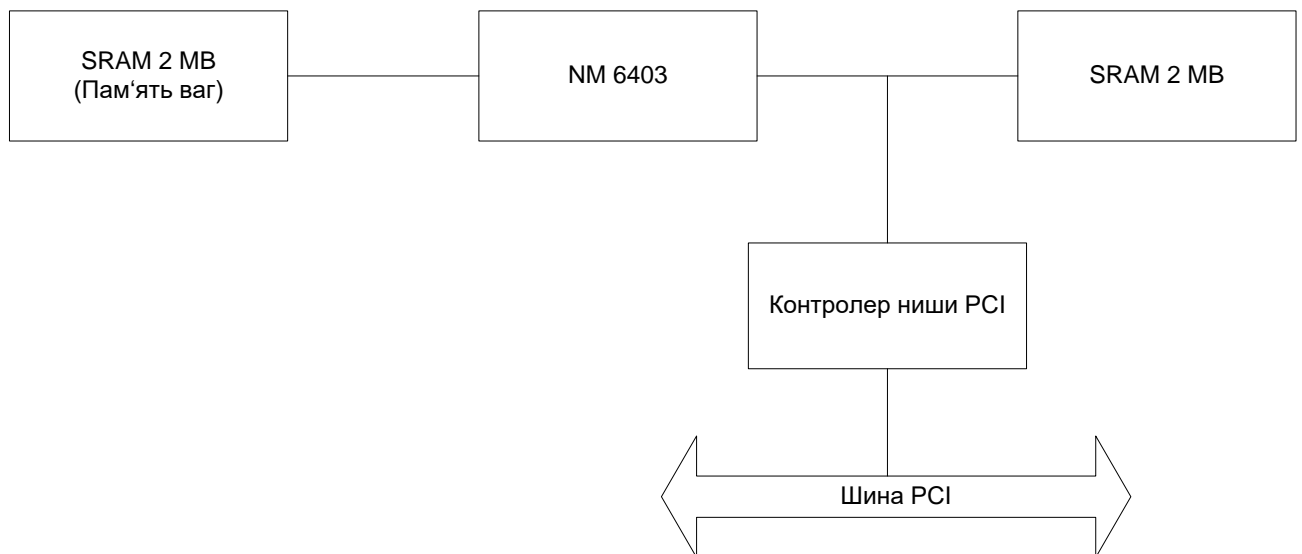 SRAM 2 MB
(Пам‘ять ваг)
NM 6403
SRAM 2 MB
Контролер ниши PCI
Шина PCI